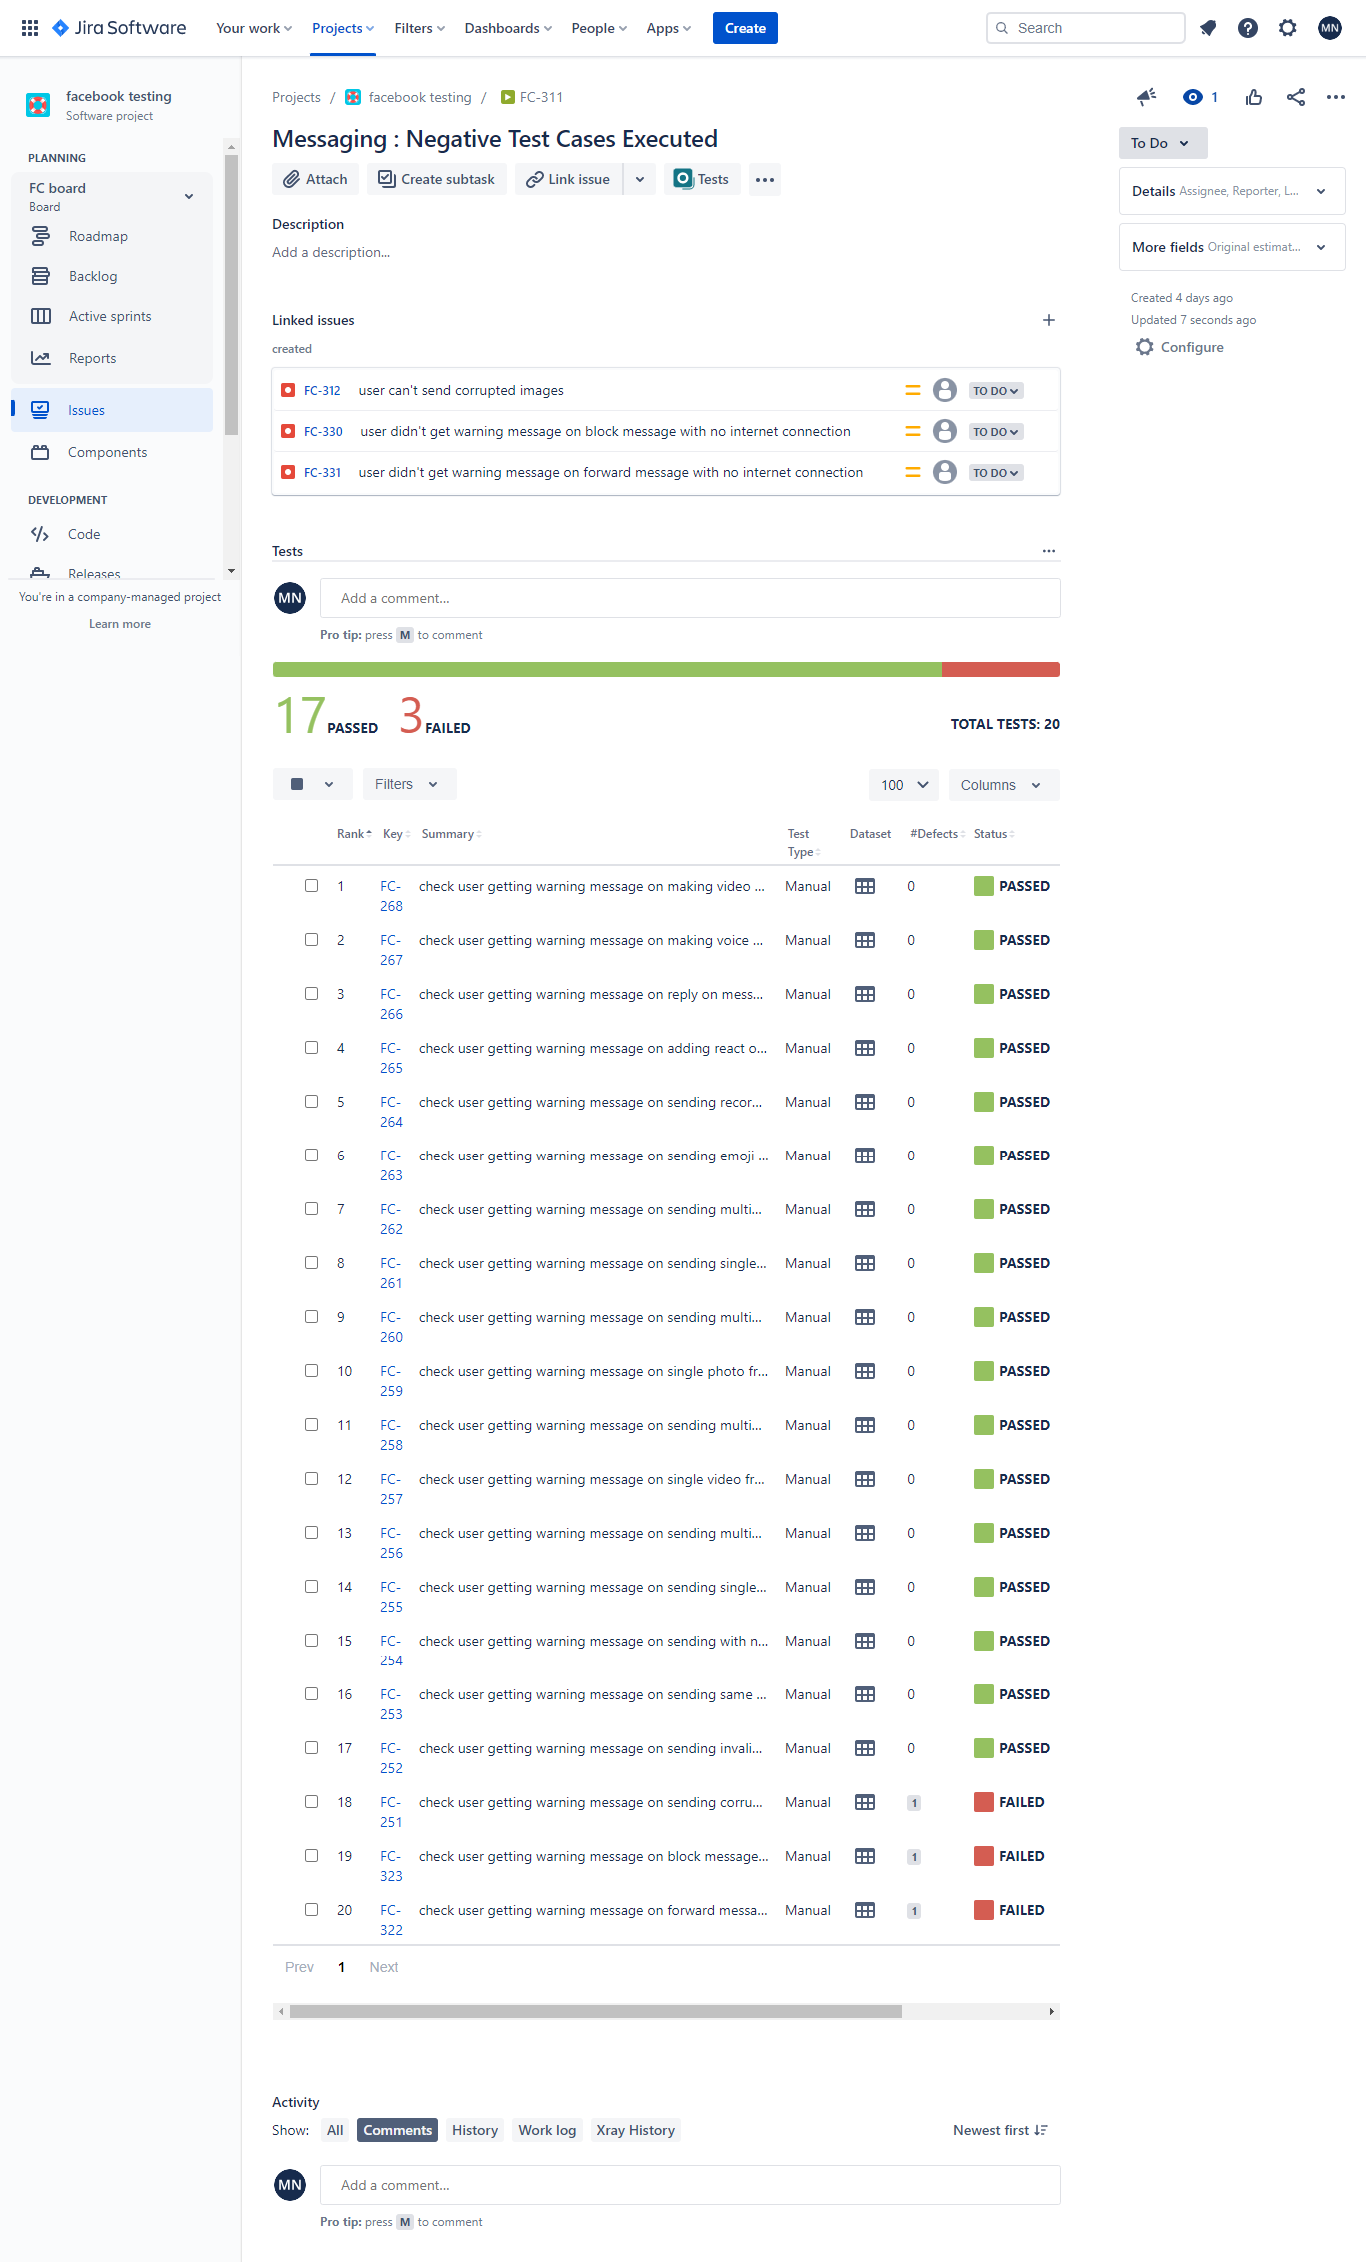 Jira Software Your work Projects Filters Dashboards People Apps Create Search MN
facebook testing
Software project
PLANNING
FC board
Board
Roadmap
Backlog
Active sprints
Reports
Issues
Components
DEVELOPMENT
Code
Releases
You're in a company-managed project
Learn more
Projects / facebook testing / FC-311
1
Messaging : Negative Test Cases Executed
Attach Create subtask Link issue Tests
Description
Add a description...
To Do
Details Assignee, Reporter, L...
More fields Original estimat...
Created 4 days ago
Updated 7 seconds ago
Configure
Linked issues
created
FC-312 user can't send corrupted images TO DO
FC-330 user didn't get warning message on block message with no internet connection TO DO
FC-331 user didn't get warning message on forward message with no internet connection TO DO
Tests
MN Add a comment...
Pro tip: press M to comment
17 PASSED 3 FAILED TOTAL TESTS: 20
Filters 100 Columns
Rank Key Summary Test Dataset #Defects Status
Type
1 FC- check user getting warning message on making video ... Manual 0 PASSED
268
2 FC- check user getting warning message on making voice ... Manual 0 PASSED
267
3 FC- check user getting warning message on reply on mess... Manual 0 PASSED
266
4 FC- check user getting warning message on adding react o... Manual 0 PASSED
265
5 FC- check user getting warning message on sending recor... Manual 0 PASSED
264
6 FC- check user getting warning message on sending emoji ... Manual 0 PASSED
263
7 FC- check user getting warning message on sending multi... Manual 0 PASSED
262
8 FC- check user getting warning message on sending single... Manual 0 PASSED
261
9 FC- check user getting warning message on sending multi... Manual 0 PASSED
260
10 FC- check user getting warning message on single photo fr... Manual 0 PASSED
259
11 FC- check user getting warning message on sending multi... Manual 0 PASSED
258
12 FC- check user getting warning message on single video fr... Manual 0 PASSED
257
13 FC- check user getting warning message on sending multi... Manual 0 PASSED
256
14 FC- check user getting warning message on sending single... Manual 0 PASSED
255
15 FC- check user getting warning message on sending with n... Manual 0 PASSED
254
16 FC- check user getting warning message on sending same ... Manual 0 PASSED
253
17 FC- check user getting warning message on sending invali... Manual 0 PASSED
252
18 FC- check user getting warning message on sending corru... Manual 1 FAILED
251
19 FC- check user getting warning message on block message... Manual 1 FAILED
323
20 FC- check user getting warning message on forward messa... Manual 1 FAILED
322
Prev 1 Next
Activity
Show: All Comments History Work log Xray History Newest first
MN Add a comment...
Pro tip: press M to comment